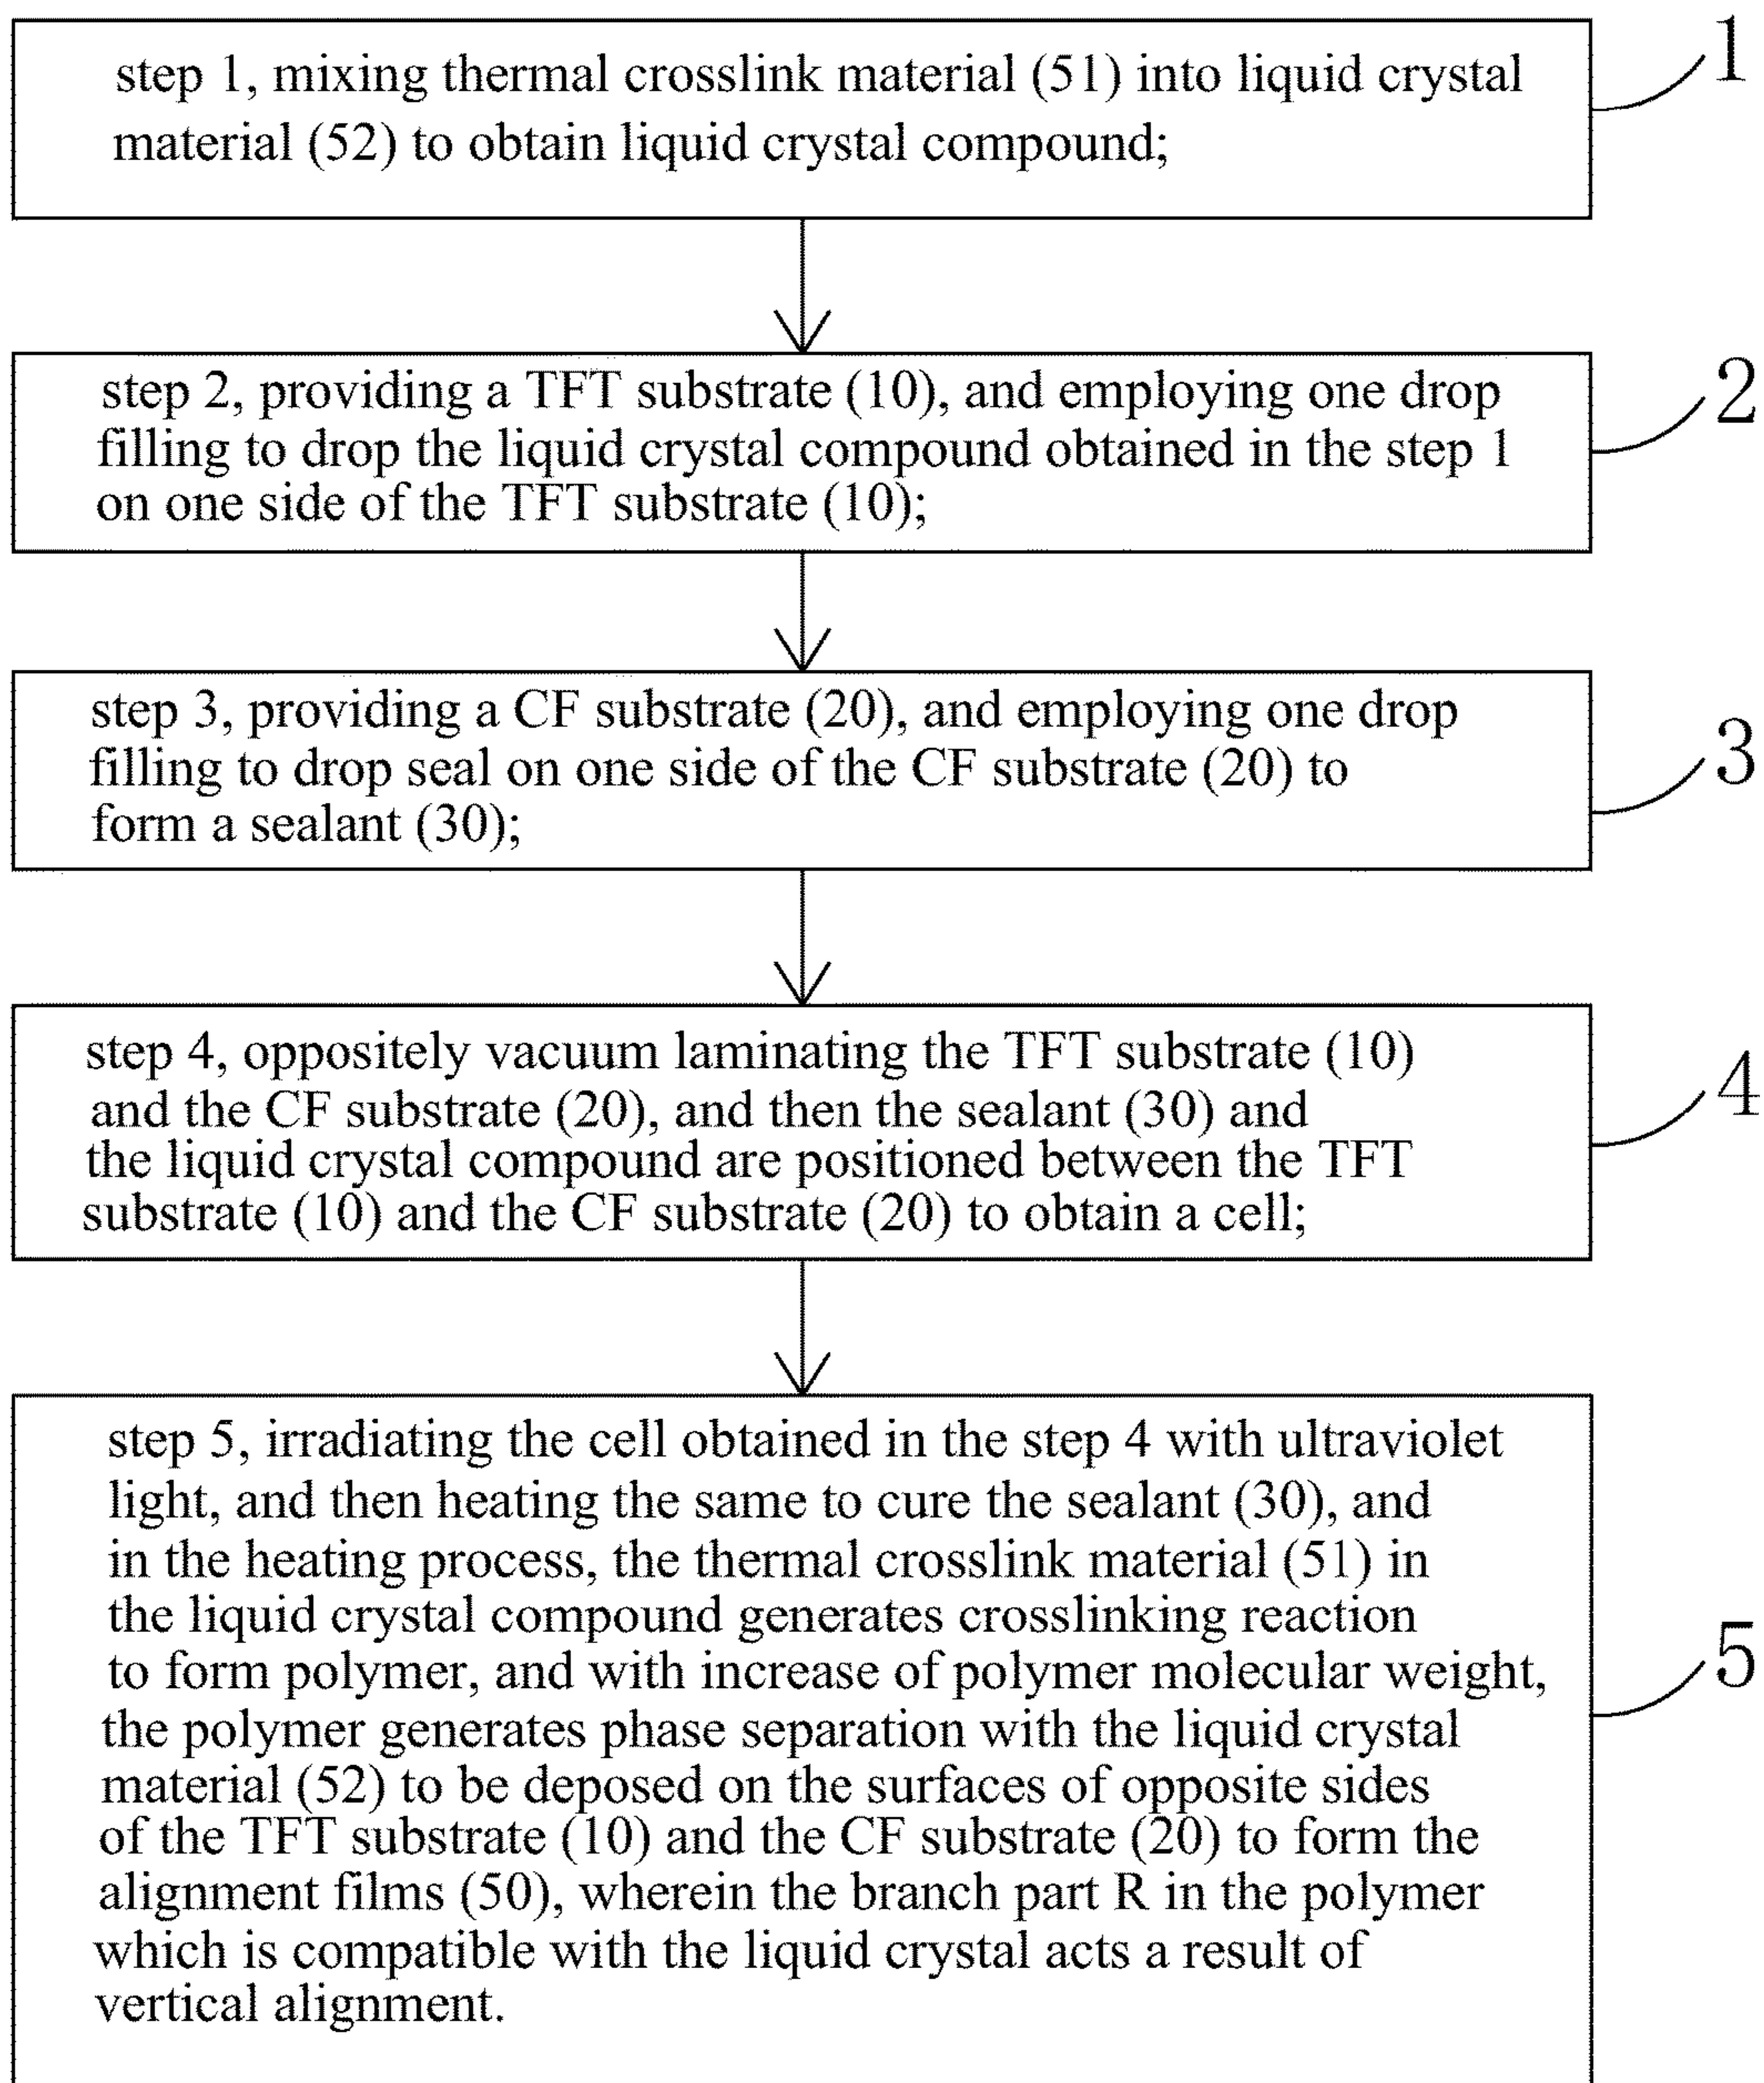 step 1, mixing thermal crosslink material (51) into liquid crystal
material (52) to obtain liquid crystal compound;
1
step 2, providing a TFT substrate (10), and employing one drop
filling to drop the liquid crystal compound obtained in the step 1
on one side of the TFT substrate (10);
2
step 3, providing a CF substrate (20), and employing one drop
filling to drop seal on one side of the CF substrate (20) to
form a sealant (30);
3
step 4, oppositely vacuum laminating the TFT substrate (10)
and the CF substrate (20), and then the sealant (30) and
the liquid crystal compound are positioned between the TFT
substrate (10) and the CF substrate (20) to obtain a cell;
4
step 5, irradiating the cell obtained in the step 4 with ultraviolet
light, and then heating the same to cure the sealant (30), and
in the heating process, the thermal crosslink material (51) in
the liquid crystal compound generates crosslinking reaction
to form polymer, and with increase of polymer molecular weight,
the polymer generates phase separation with the liquid crystal
material (52) to be deposed on the surfaces of opposite sides
of the TFT substrate (10) and the CF substrate (20) to form the
alignment films (50), wherein the branch part R in the polymer
which is compatible with the liquid crystal acts a result of
vertical alignment.
5